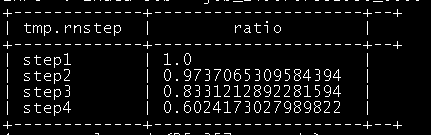 +-------------+---------------------+--+
| tmp.rnstep | ratio | |
+-------------+---------------------+--+
| step1 | 1.0 |
| step2 | 0.9737065309584394 |
| step3 | 0.8331212892281594 |
| step4 | 0.6024173027989822 |
+-------------+---------------------+--+